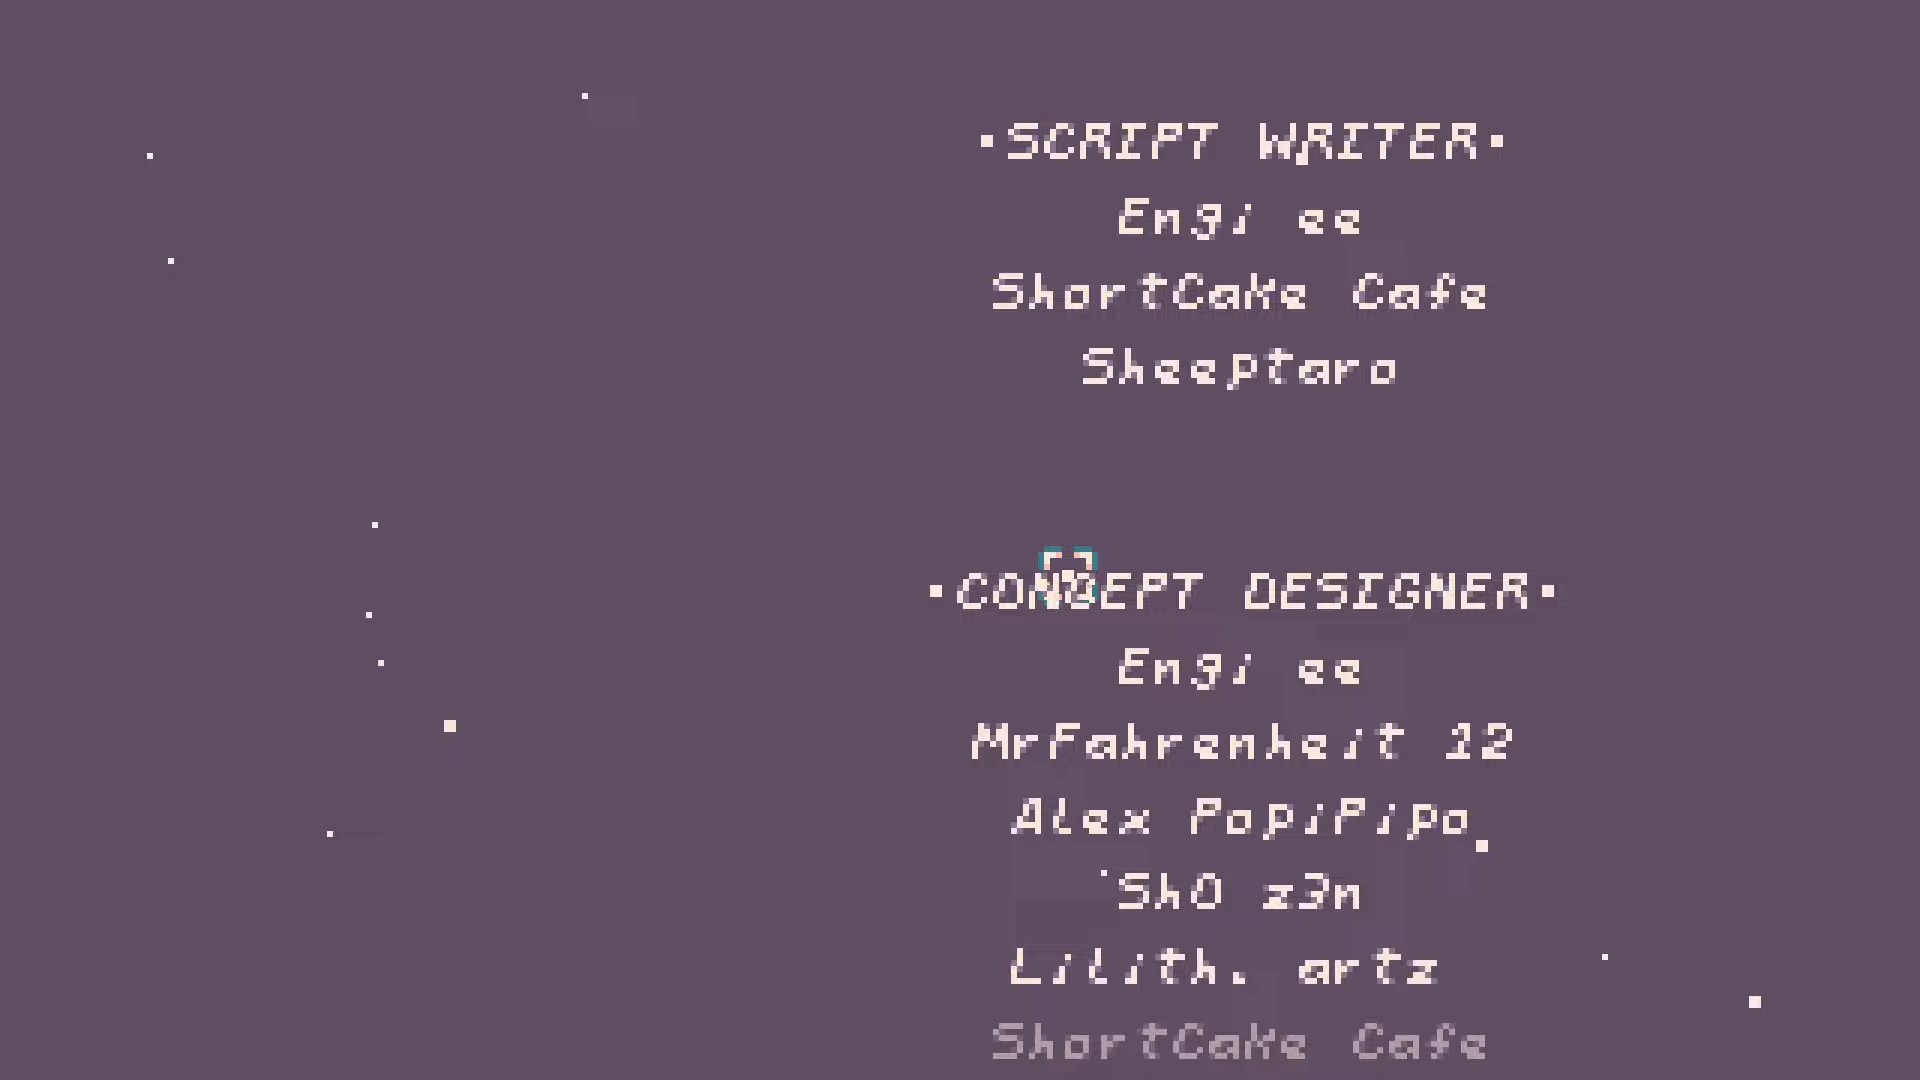 •SCRIPT WRITER•
Engi ee
ShortCake Cafe
Sheeptaro
•CONCEPT DESIGNER•
Engi ee
MrFahrenheit 12
Alex PopiPipo
Sh0 z3n
Lilith. artz
ShortCake Cafe